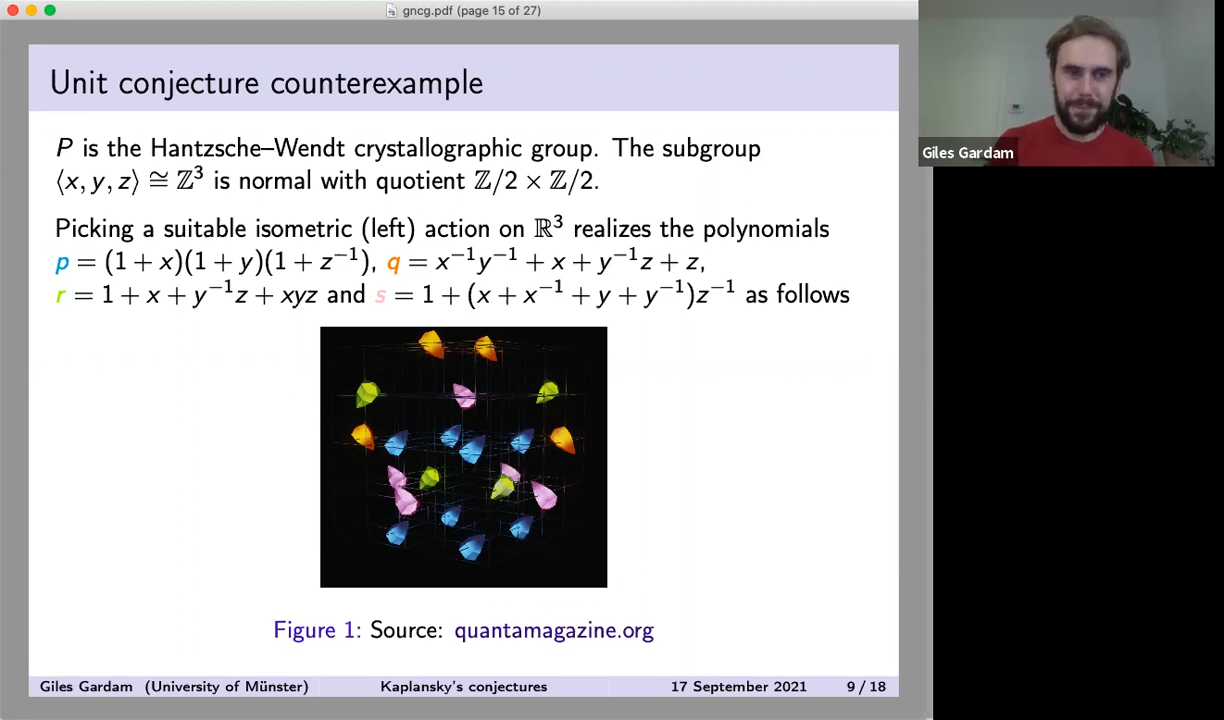 gncg.pdf (page 15 of 27)
Unit conjecture counterexample
P is the Hantzsche–Wendt crystallographic group. The subgroup
⟨x, y, z⟩ ≅ ℤ³ is normal with quotient ℤ/2 × ℤ/2.
Picking a suitable isometric (left) action on ℝ³ realizes the polynomials
p = (1 + x)(1 + y)(1 + z⁻¹), q = x⁻¹y⁻¹ + x + y⁻¹z + z,
r = 1 + x + y⁻¹z + xyz and s = 1 + (x + x⁻¹ + y + y⁻¹)z⁻¹ as follows
Figure 1: Source: quantamagazine.org
Giles Gardam (University of Münster) Kaplansky's conjectures 17 September 2021 9 / 18
Giles Gardam